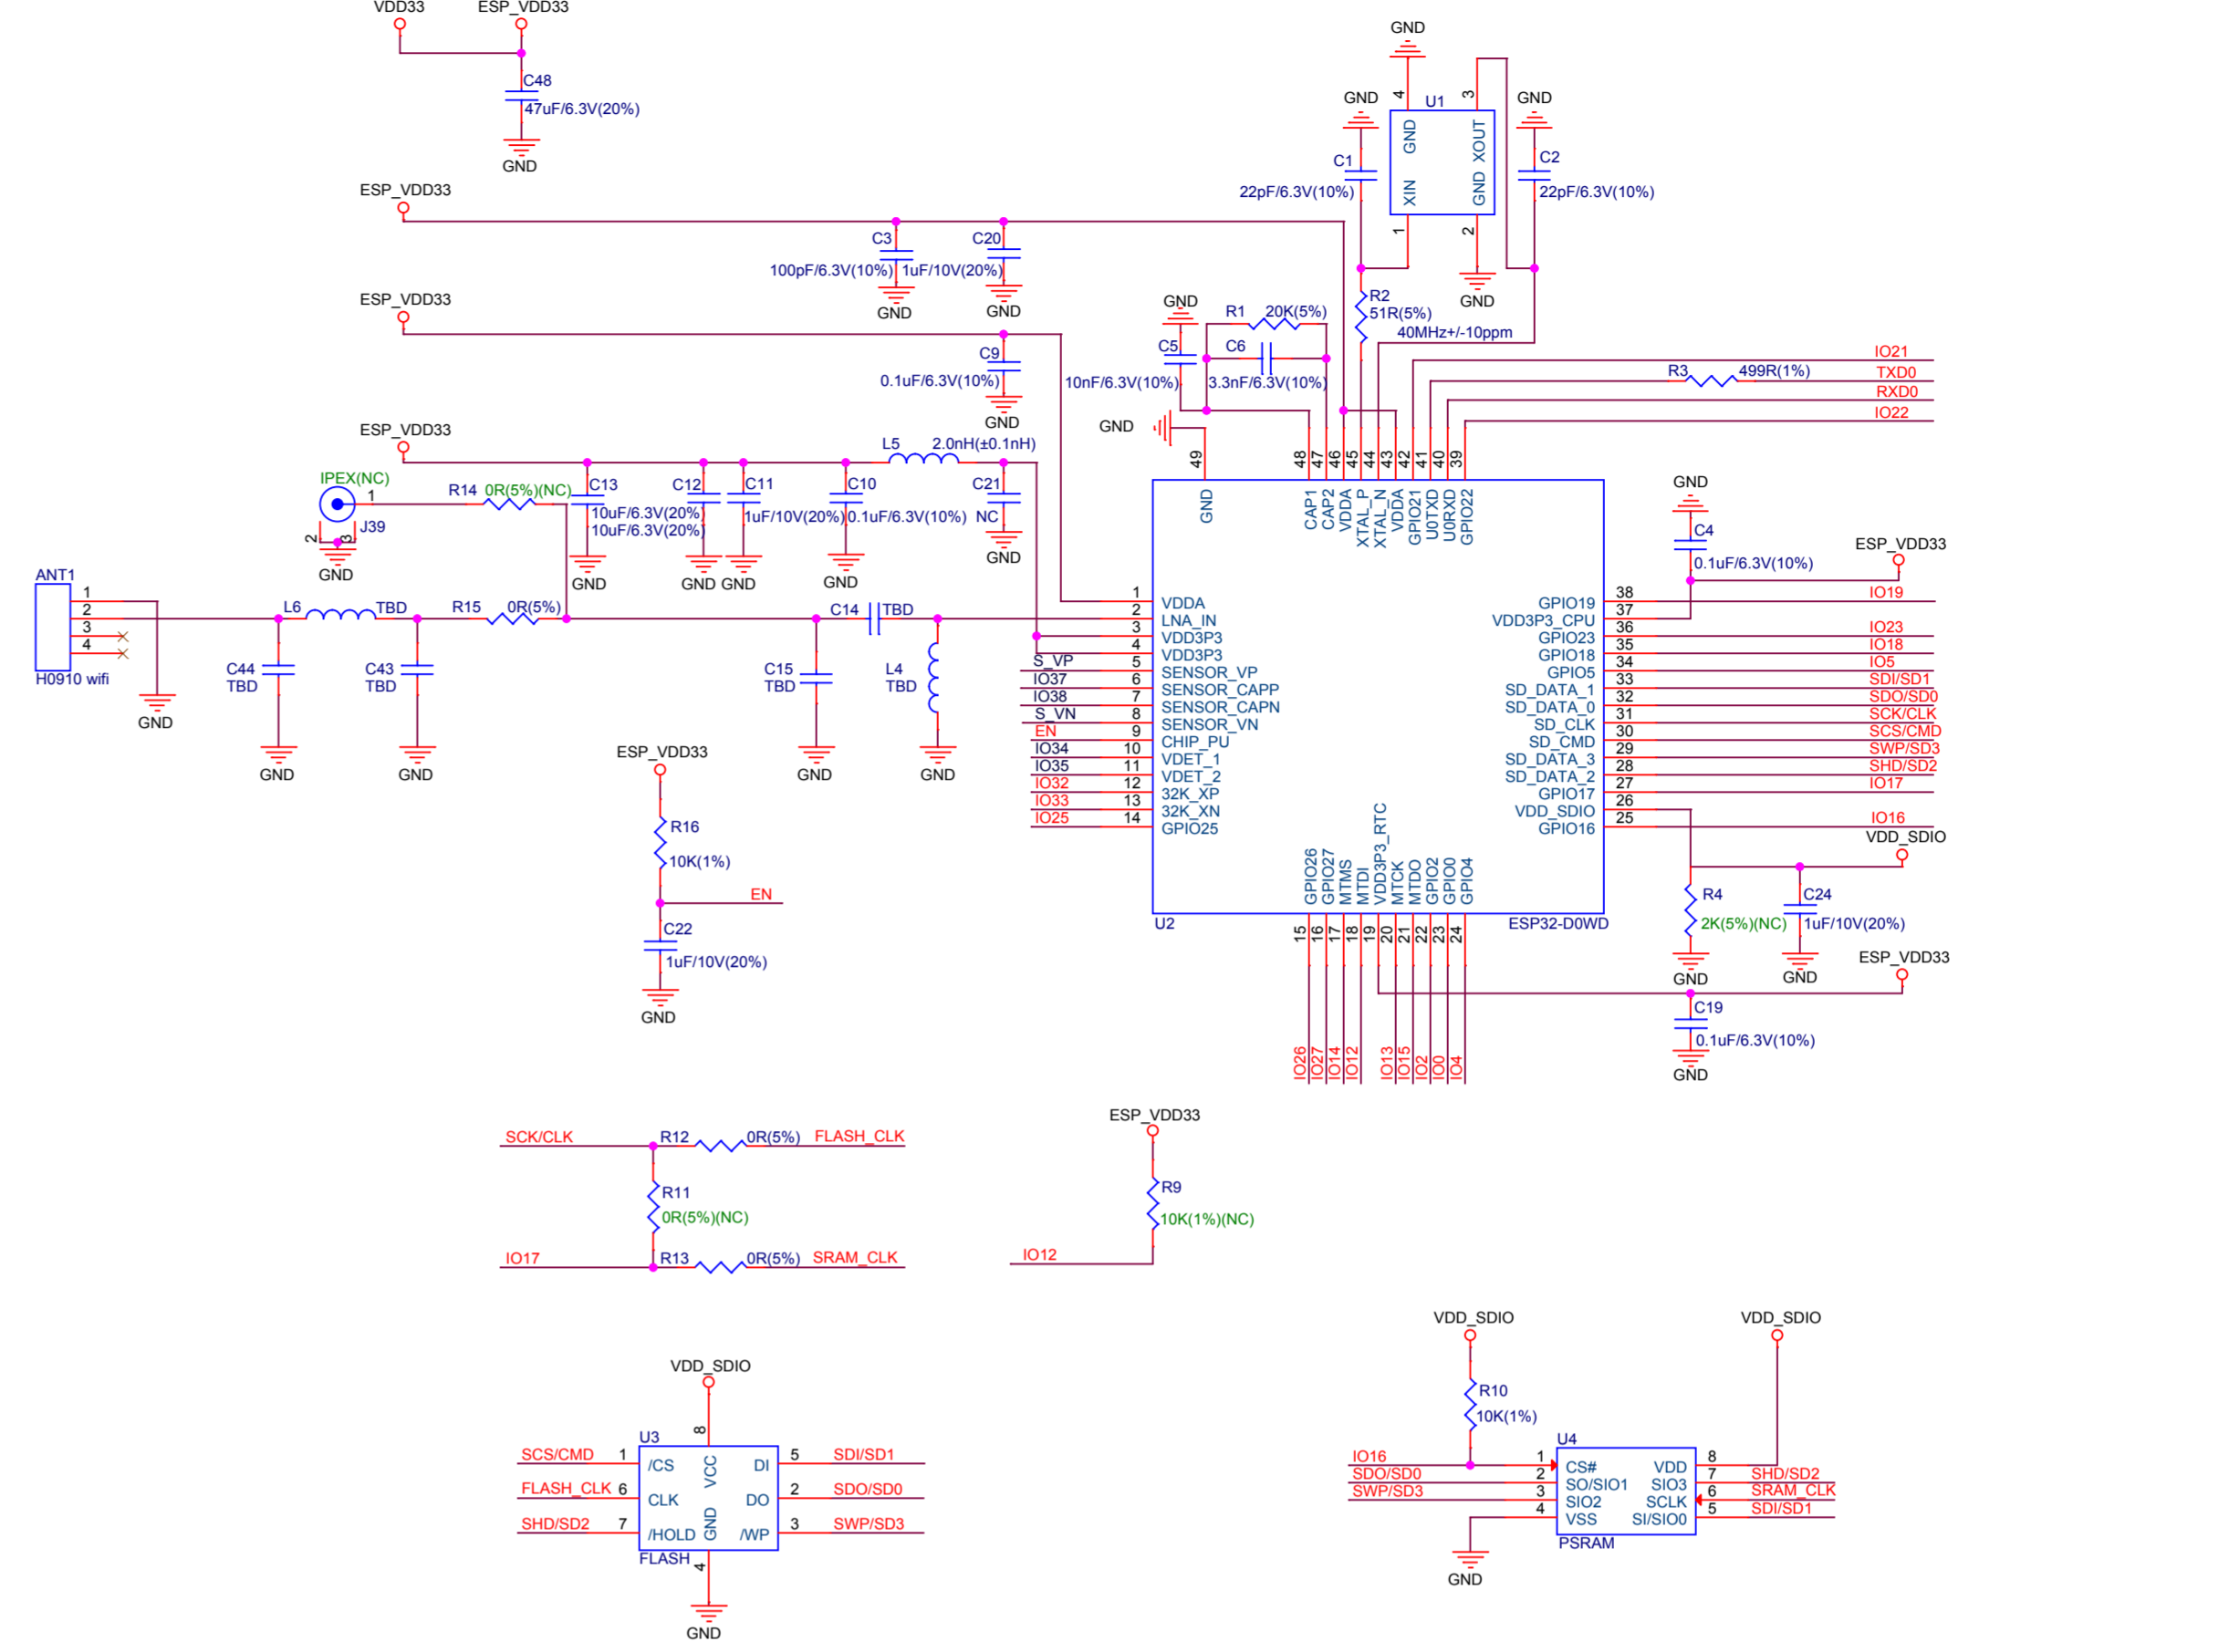 VDD33
ESP_VDD33
C48
47uF/6.3V(20%)
GND
ESP_VDD33
C3
100pF/6.3V(10%)
GND
C20
1uF/10V(20%)
GND
ESP_VDD33
C9
0.1uF/6.3V(10%)
GND
ESP_VDD33
L5
2.0nH(±0.1nH)
IPEX(NC)
1
2
3
J39
GND
R14
0R(5%)(NC)
C13
10uF/6.3V(20%)
10uF/6.3V(20%)
GND
C12
GND
C11
1uF/10V(20%)
GND
C10
0.1uF/6.3V(10%)
GND
C21
NC
GND
ANT1
1
2
3
4
H0910 wifi
GND
L6
TBD
C44
TBD
GND
C43
TBD
GND
R15
0R(5%)
C14
TBD
C15
TBD
GND
L4
TBD
GND
ESP_VDD33
R16
10K(1%)
EN
C22
1uF/10V(20%)
GND
GND
4
3
U1
GND
XOUT
XIN
GND
1
2
GND
GND
C1
22pF/6.3V(10%)
GND
C2
22pF/6.3V(10%)
R2
51R(5%)
40MHz+/-10ppm
GND
C5
10nF/6.3V(10%)
R1
20K(5%)
C6
3.3nF/6.3V(10%)
GND
IO21
R3
499R(1%)
TXD0
RXD0
IO22
49
48
47
46
45
44
43
42
41
40
39
GND
CAP1
CAP2
VDDA
XTAL_P
XTAL_N
VDDA
GPIO21
U0TXD
U0RXD
GPIO22
1 VDDA
2 LNA_IN
3 VDD3P3
4 VDD3P3
S_VP 5 SENSOR_VP
IO37 6 SENSOR_CAPP
IO38 7 SENSOR_CAPN
S_VN 8 SENSOR_VN
EN 9 CHIP_PU
IO34 10 VDET_1
IO35 11 VDET_2
IO32 12 32K_XP
IO33 13 32K_XN
IO25 14 GPIO25
GPIO19 38 IO19
VDD3P3_CPU 37
GPIO23 36 IO23
GPIO18 35 IO18
GPIO5 34 IO5
SD_DATA_1 33 SDI/SD1
SD_DATA_0 32 SDO/SD0
SD_CLK 31 SCK/CLK
SD_CMD 30 SCS/CMD
SD_DATA_3 29 SWP/SD3
SD_DATA_2 28 SHD/SD2
GPIO17 27 IO17
VDD_SDIO 26
GPIO16 25 IO16
GND
C4
0.1uF/6.3V(10%)
ESP_VDD33
VDD_SDIO
R4
2K(5%)(NC)
GND
C24
1uF/10V(20%)
GND
ESP_VDD33
C19
0.1uF/6.3V(10%)
GND
GPIO26
GPIO27
MTMS
MTDI
VDD3P3_RTC
MTCK
MTDO
GPIO2
GPIO0
GPIO4
U2
ESP32-D0WD
15
16
17
18
19
20
21
22
23
24
IO26
IO27
IO14
IO12
IO13
IO15
IO2
IO0
IO4
SCK/CLK
R12
0R(5%)
FLASH_CLK
R11
0R(5%)(NC)
IO17
R13
0R(5%)
SRAM_CLK
ESP_VDD33
R9
10K(1%)(NC)
IO12
VDD_SDIO
8
U3
SCS/CMD 1 /CS
FLASH_CLK 6 CLK
SHD/SD2 7 /HOLD
VCC
GND
DI 5 SDI/SD1
DO 2 SDO/SD0
/WP 3 SWP/SD3
FLASH
4
GND
VDD_SDIO
R10
10K(1%)
VDD_SDIO
U4
IO16 1 CS#
SDO/SD0 2 SO/SIO1
SWP/SD3 3 SIO2
4 VSS
VDD 8
SIO3 7 SHD/SD2
SCLK 6 SRAM_CLK
SI/SIO0 5 SDI/SD1
PSRAM
GND